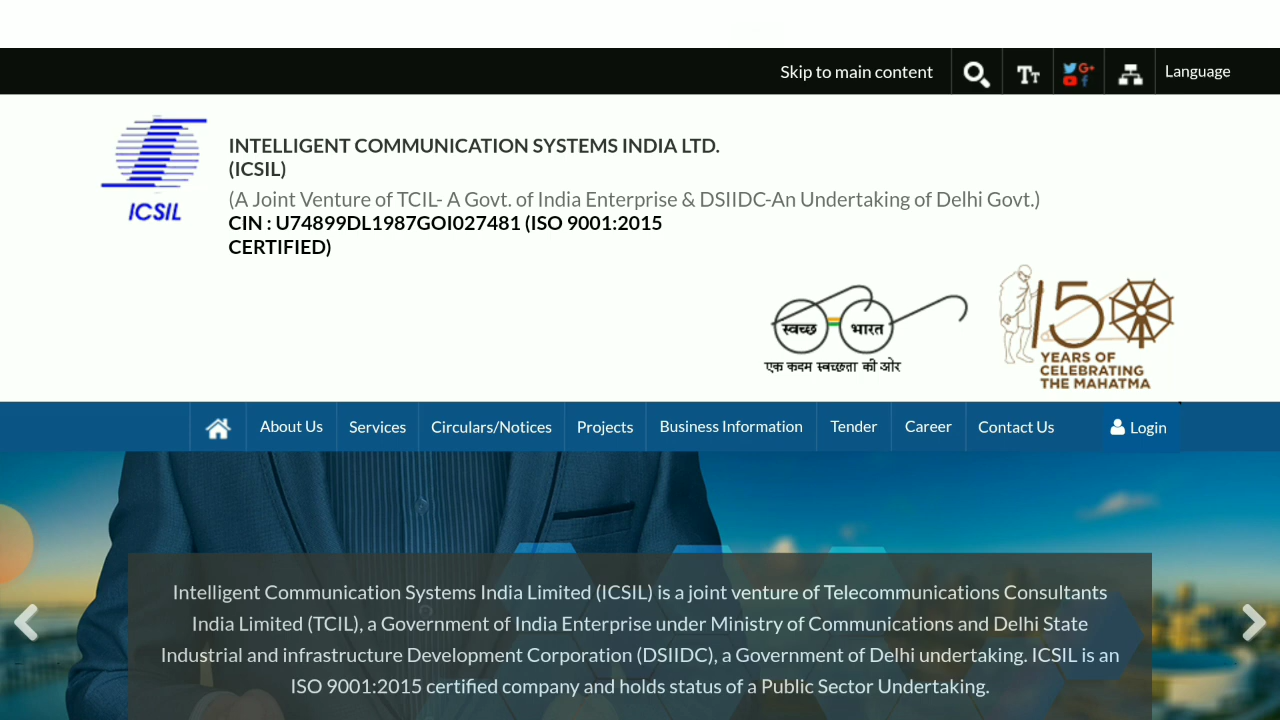 Skip to main content
Language
ICSIL
INTELLIGENT COMMUNICATION SYSTEMS INDIA LTD.
(ICSIL)
(A Joint Venture of TCIL- A Govt. of India Enterprise & DSIIDC-An Undertaking of Delhi Govt.)
CIN : U74899DL1987GOI027481 (ISO 9001:2015
CERTIFIED)
स्वच्छ भारत
एक कदम स्वच्छता की ओर
150
YEARS OF
CELEBRATING
THE MAHATMA
About Us Services Circulars/Notices Projects Business Information Tender Career Contact Us Login
Intelligent Communication Systems India Limited (ICSIL) is a joint venture of Telecommunications Consultants
India Limited (TCIL), a Government of India Enterprise under Ministry of Communications and Delhi State
Industrial and infrastructure Development Corporation (DSIIDC), a Government of Delhi undertaking. ICSIL is an
ISO 9001:2015 certified company and holds status of a Public Sector Undertaking.